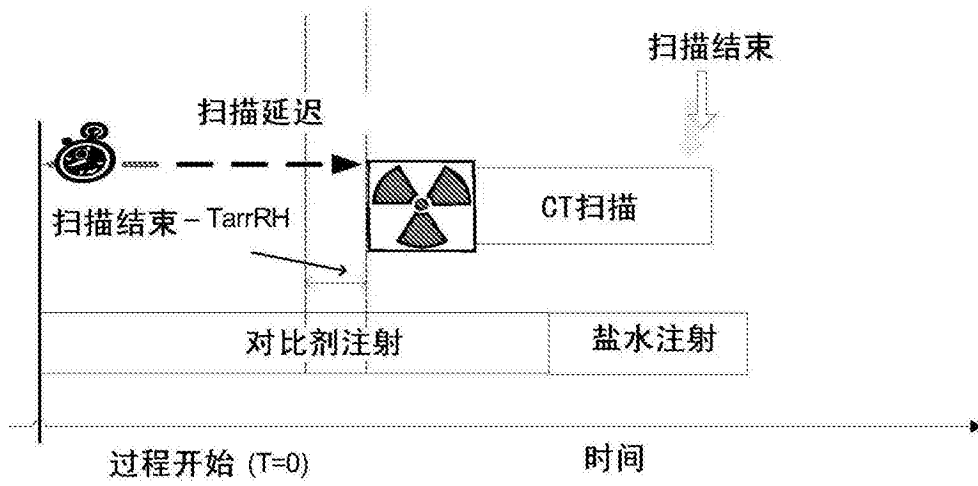 扫描结束
扫描延迟
扫描结束－TarrRH
CT扫描
对比剂注射
盐水注射
过程开始 (T=0)
时间